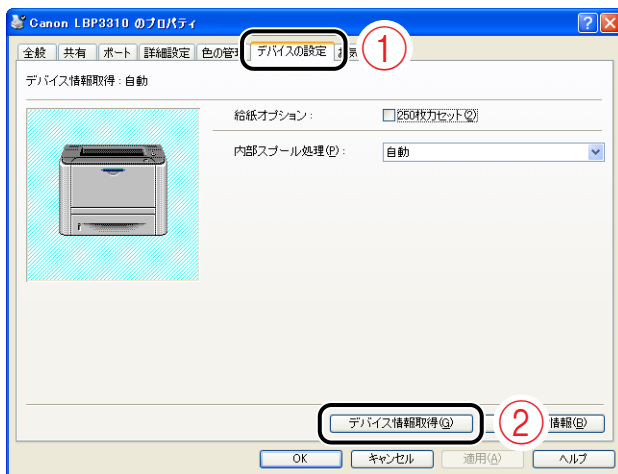 Canon LBP3310 のプロパティ
全般 共有 ポート 詳細設定 色の管 デバイスの設定 ①
デバイス情報取得：自動
給紙オプション： 250枚カセット(2)
内部スプール処理(P)： 自動
デバイス情報取得(G) ② 情報(B)
OK キャンセル 適用(A) ヘルプ